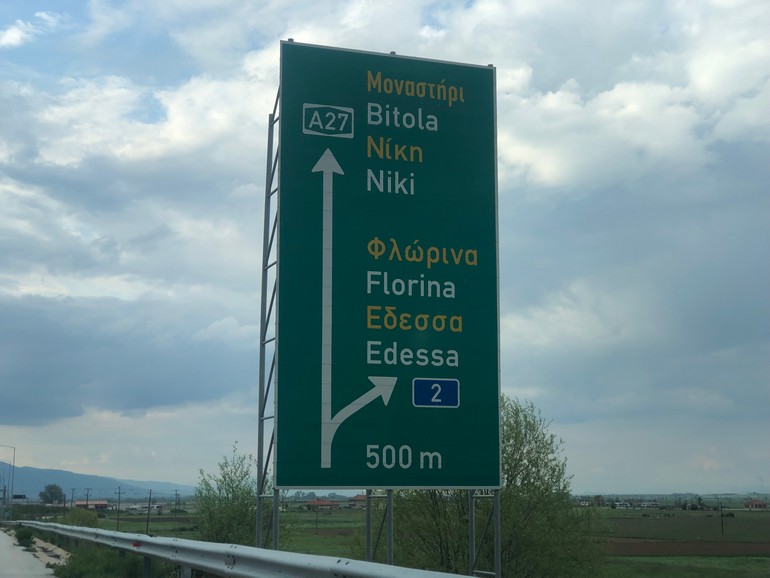 Μοναστήρι
A27
Bitola
Νίκη
Niki
Φλώρινα
Florina
Εδεσσα
Edessa
2
500 m